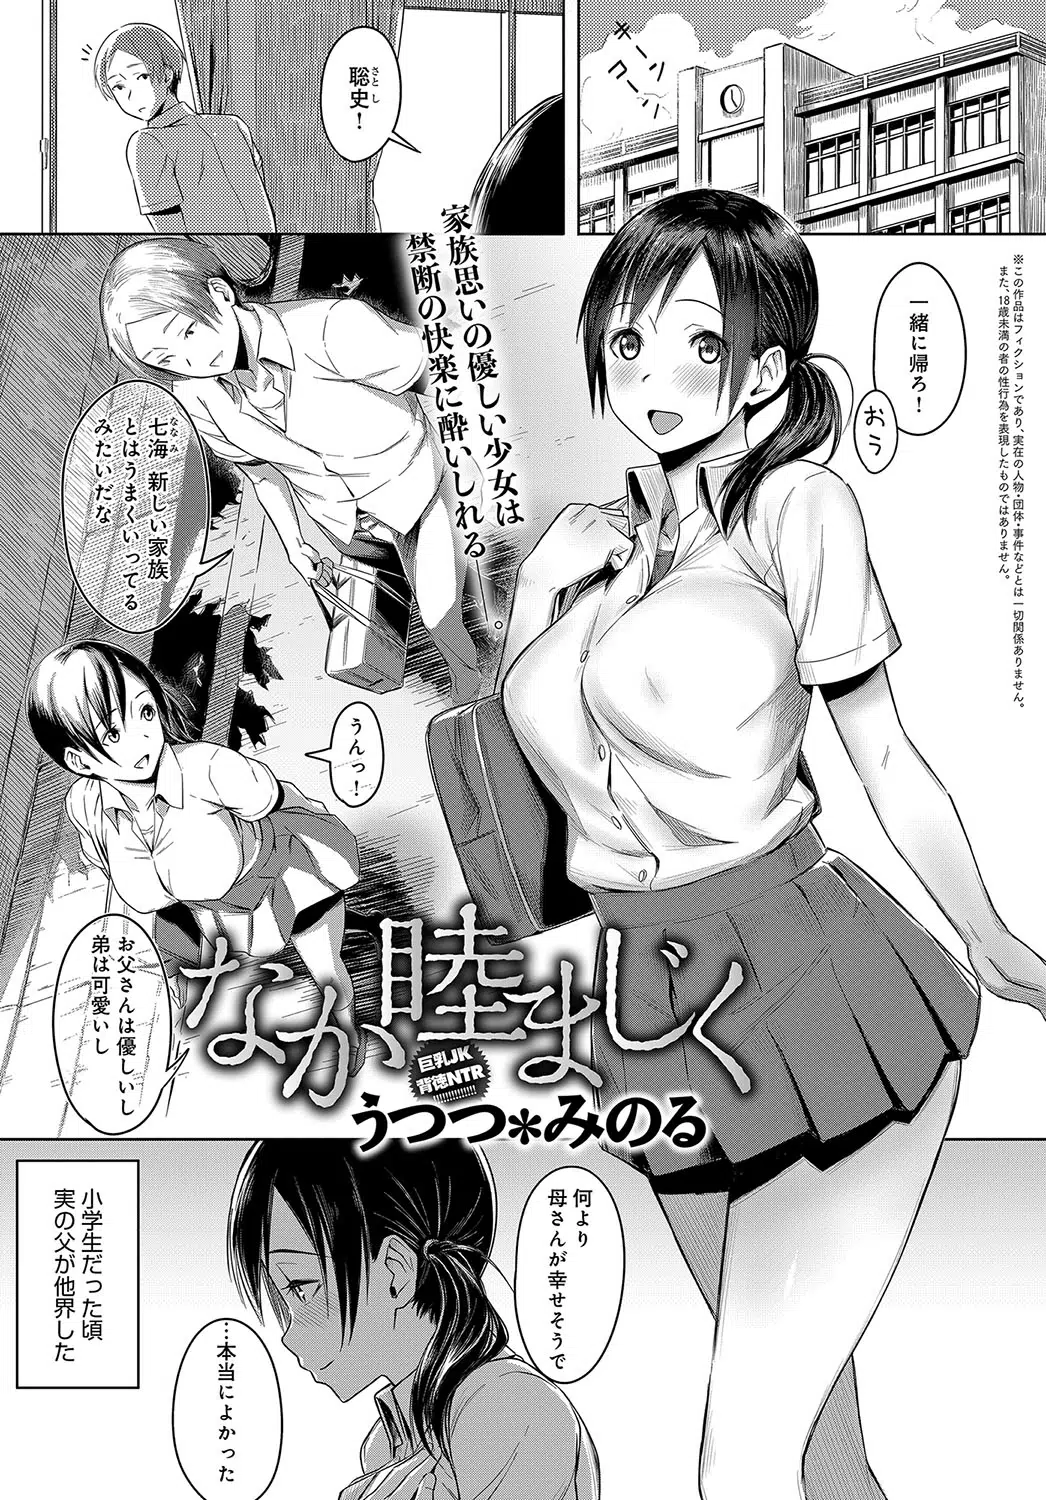 キーンコーン
聡史！
さとし
一緒に帰ろ！
おう
※この作品はフィクションであり、実在の人物・団体・事件などとは一切関係ありません。
また、18歳未満の者の性行為を表現したものではありません。
家族思いの優しい少女は
禁断の快楽に酔いしれる――。
七海 新しい家族
ななみ
とはうまくいってる
みたいだな
うんっ！
お父さんは優しいし
弟は可愛いし
なか睦まじく
巨乳JK
背徳NTR
!!!!!!!!!!!
うつつ＊みのる
何より
母さんが幸せそうで
…本当によかった
小学生だった頃
実の父が他界した